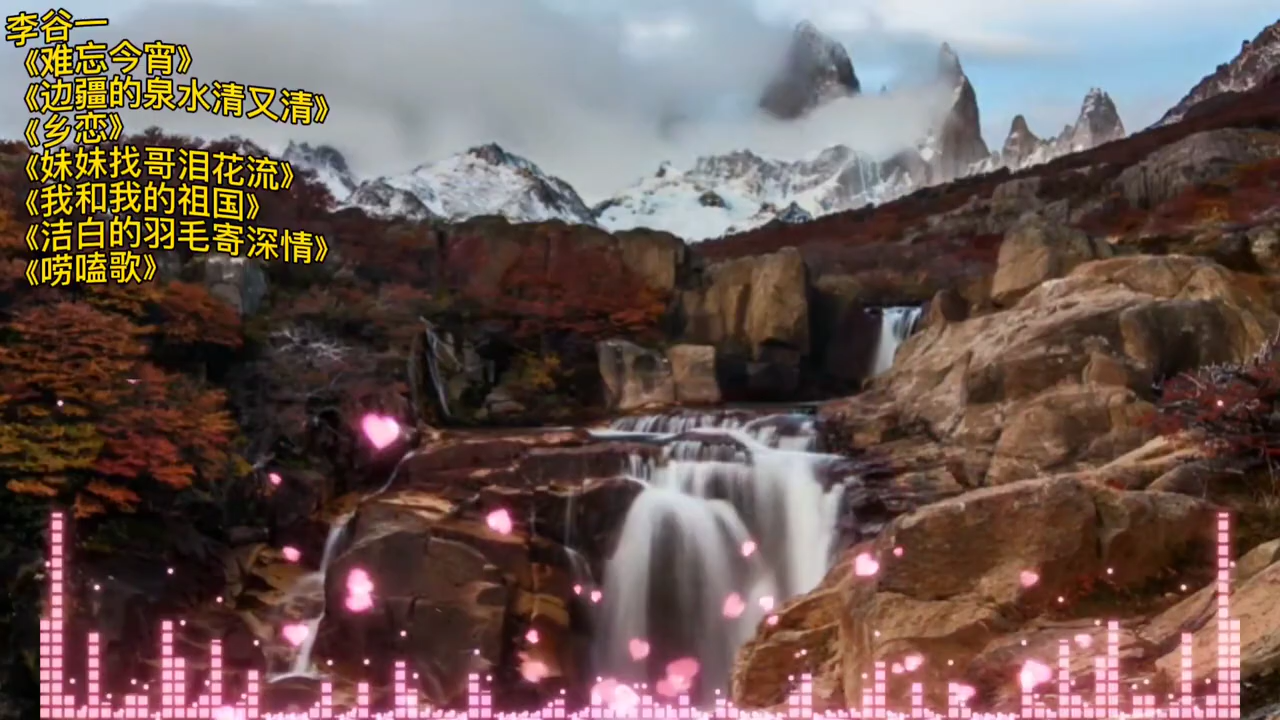 李谷一
《难忘今宵》
《边疆的泉水清又清》
《乡恋》
《妹妹找哥泪花流》
《我和我的祖国》
《洁白的羽毛寄深情》
《唠嗑歌》